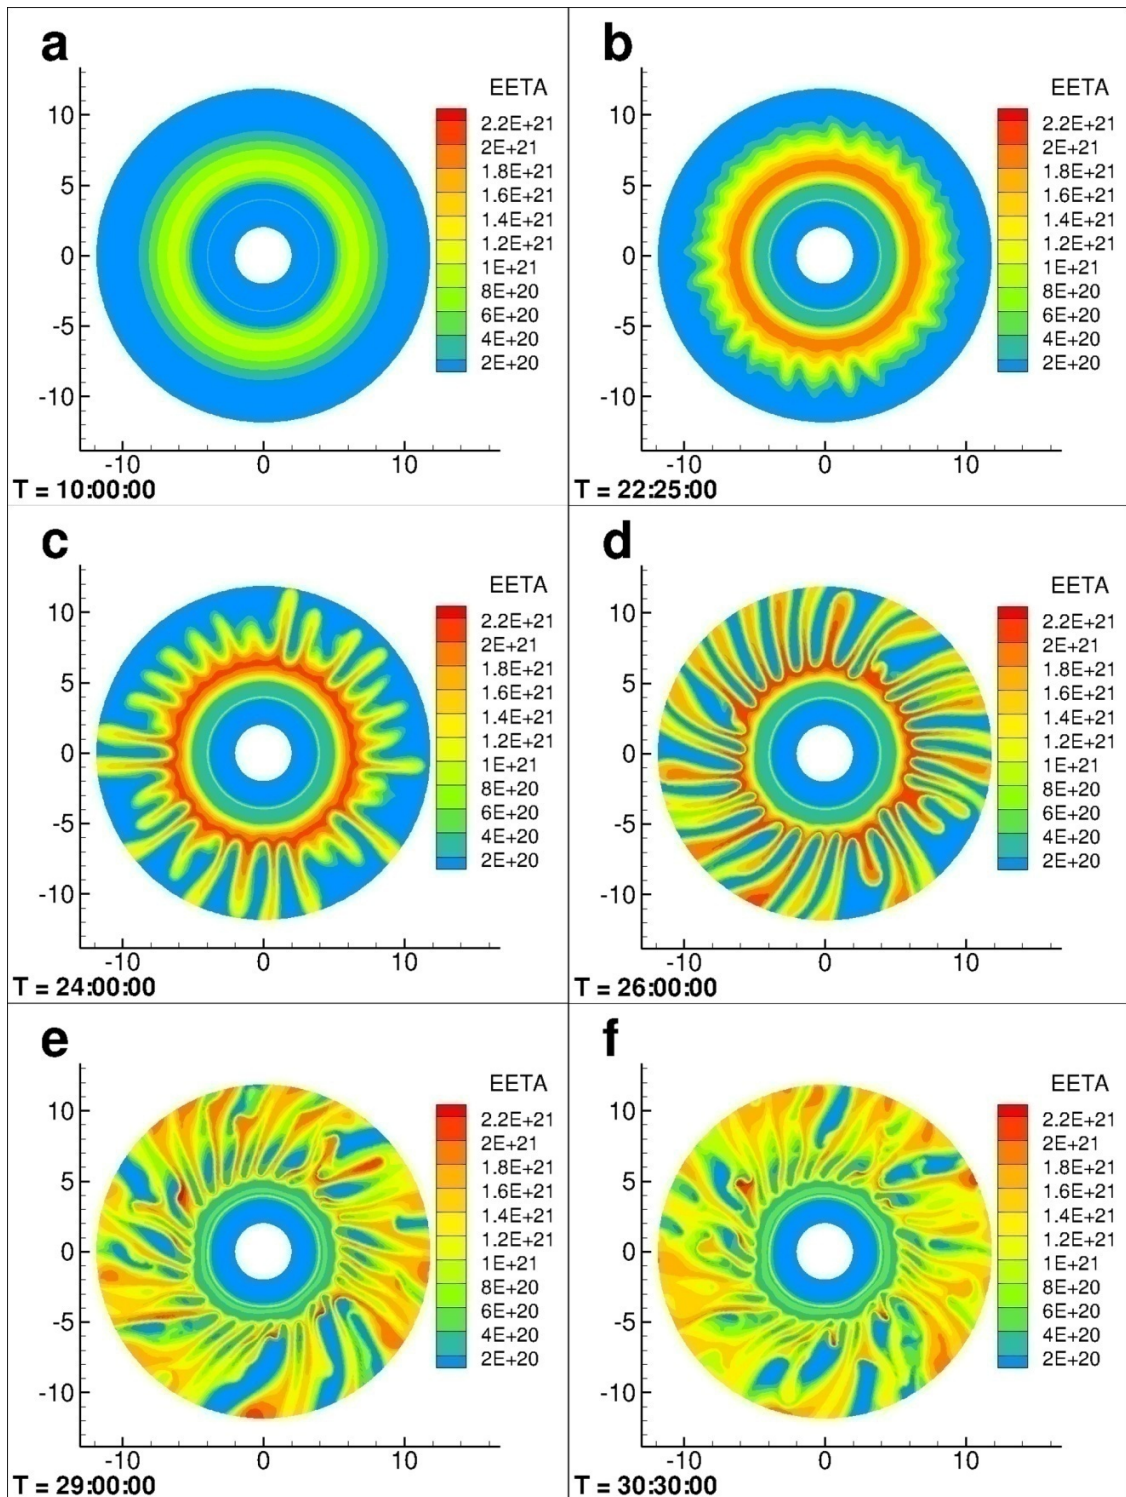 a
EETA
2.2E+21
2E+21
1.8E+21
1.6E+21
1.4E+21
1.2E+21
1E+21
8E+20
6E+20
4E+20
2E+20
10
5
0
-5
-10
-10 0 10
T = 10:00:00
b
EETA
2.2E+21
2E+21
1.8E+21
1.6E+21
1.4E+21
1.2E+21
1E+21
8E+20
6E+20
4E+20
2E+20
10
5
0
-5
-10
-10 0 10
T = 22:25:00
c
EETA
2.2E+21
2E+21
1.8E+21
1.6E+21
1.4E+21
1.2E+21
1E+21
8E+20
6E+20
4E+20
2E+20
10
5
0
-5
-10
-10 0 10
T = 24:00:00
d
EETA
2.2E+21
2E+21
1.8E+21
1.6E+21
1.4E+21
1.2E+21
1E+21
8E+20
6E+20
4E+20
2E+20
10
5
0
-5
-10
-10 0 10
T = 26:00:00
e
EETA
2.2E+21
2E+21
1.8E+21
1.6E+21
1.4E+21
1.2E+21
1E+21
8E+20
6E+20
4E+20
2E+20
10
5
0
-5
-10
-10 0 10
T = 29:00:00
f
EETA
2.2E+21
2E+21
1.8E+21
1.6E+21
1.4E+21
1.2E+21
1E+21
8E+20
6E+20
4E+20
2E+20
10
5
0
-5
-10
-10 0 10
T = 30:30:00